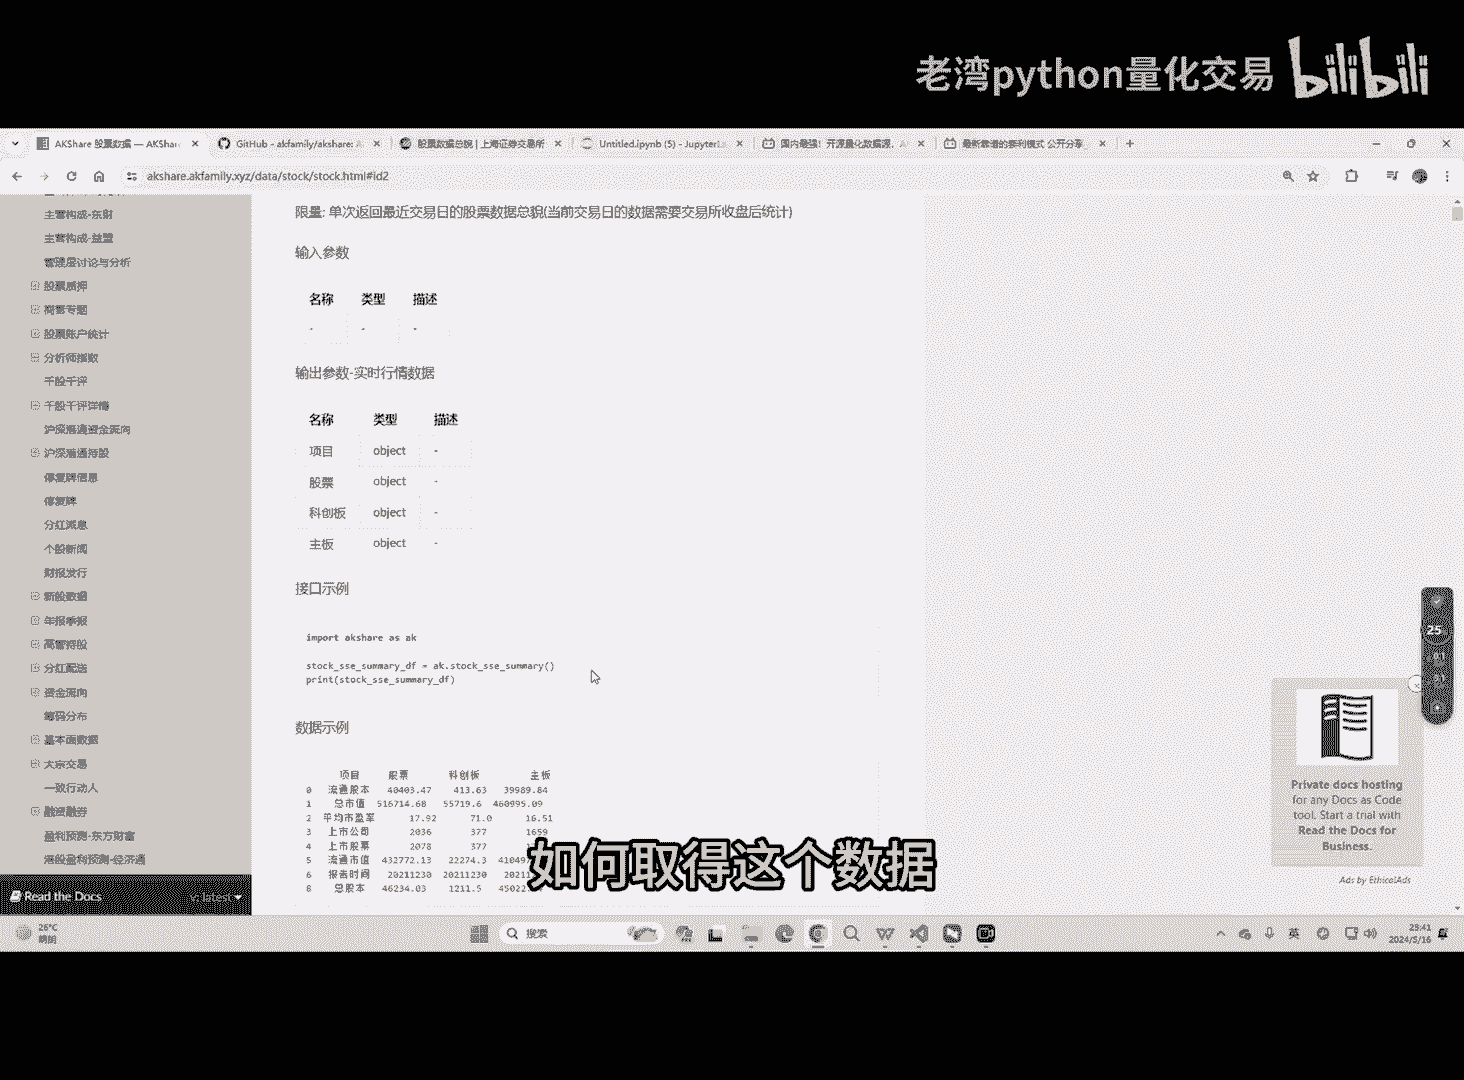 老湾python量化交易 bilibili
AKShare 股票数据 — AKShar
GitHub - akfamily/akshare: A
股票数据总貌 | 上海证券交易所
Untitled.ipynb (5) - JupyterL
国内最强！开源量化数据源，A
最新靠谱的套利模式 公开分享
akshare.akfamily.xyz/data/stock/stock.html#id2
主营构成-东财
主营构成-益盟
管理层讨论与分析
股票质押
商誉专题
股票账户统计
分析师指数
千股千评
千股千评详情
沪深港通资金流向
沪深港通持股
停复牌信息
停复牌
分红派息
个股新闻
财报发行
新股数据
年报季报
高管持股
分红配送
资金流向
筹码分布
基本面数据
大宗交易
一致行动人
融资融券
盈利预测-东方财富
港股盈利预测-经济通
Read the Docs
v: latest
限量: 单次返回最近交易日的股票数据总貌(当前交易日的数据需要交易所收盘后统计)
输入参数
名称 类型 描述
- - -
输出参数-实时行情数据
名称 类型 描述
项目 object -
股票 object -
科创板 object -
主板 object -
接口示例
import akshare as ak
stock_sse_summary_df = ak.stock_sse_summary()
print(stock_sse_summary_df)
数据示例
项目 股票 科创板 主板
0 流通股本 40403.47 413.63 39989.84
1 总市值 516714.68 55719.6 460995.09
2 平均市盈率 17.92 71.0 16.51
3 上市公司 2036 377 1659
4 上市股票 2078 377
5 流通市值 432772.13 22274.3 41049
6 报告时间 20211230 20211230 2021
8 总股本 46234.03 1211.5 45022
如何取得这个数据
25
Private docs hosting
for any Docs as Code
tool. Start a trial with
Read the Docs for
Business.
Ads by EthicalAds
26°C
晴朗
搜索
英
23:41
2024/5/16